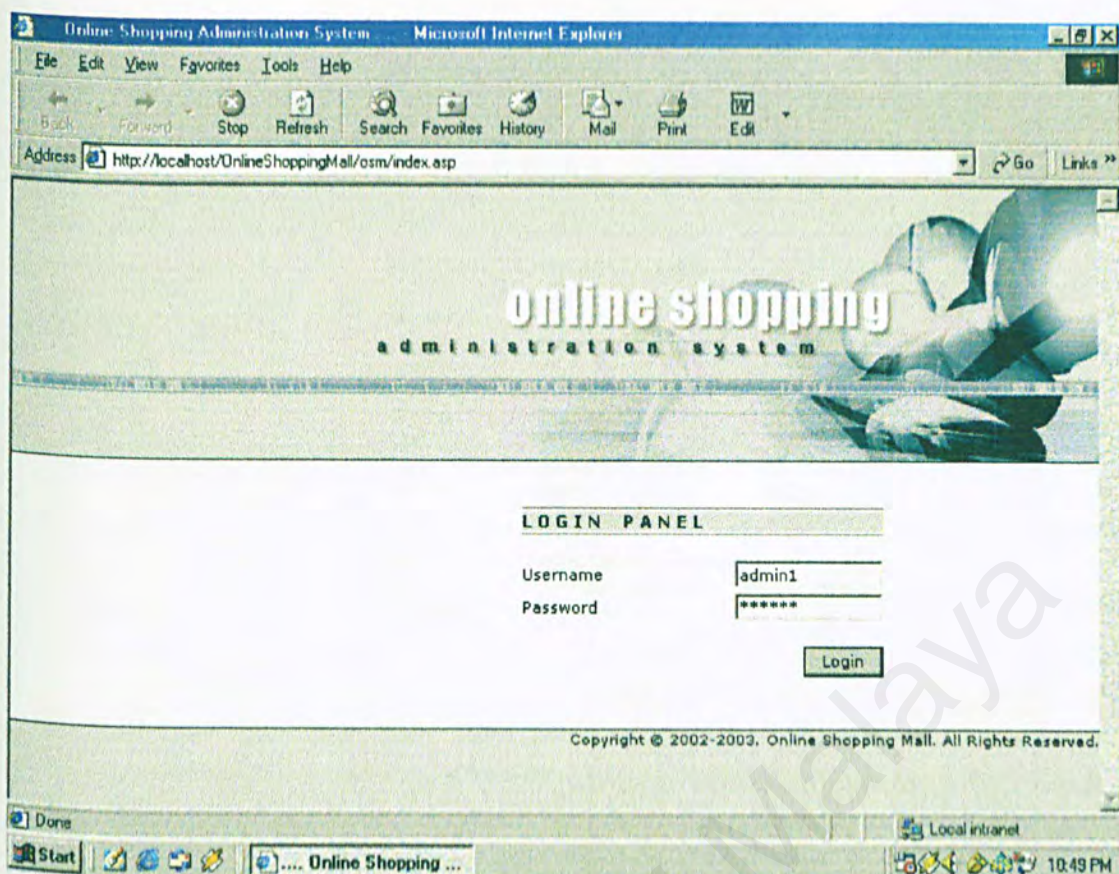 Online Shopping Administration System Microsoft Internet Explorer
File Edit View Favorites Tools Help
Back Forward Stop Refresh Search Favorites History Mail Print Edit
Address http://localhost/OnlineShoppingMall/osm/index.asp Go Links »
online shopping
administration system
LOGIN PANEL
Username admin1
Password ******
Login
Copyright © 2002-2003. Online Shopping Mall. All Rights Reserved.
Done Local intranet
Start .... Online Shopping ... 10:49 PM
Malaya